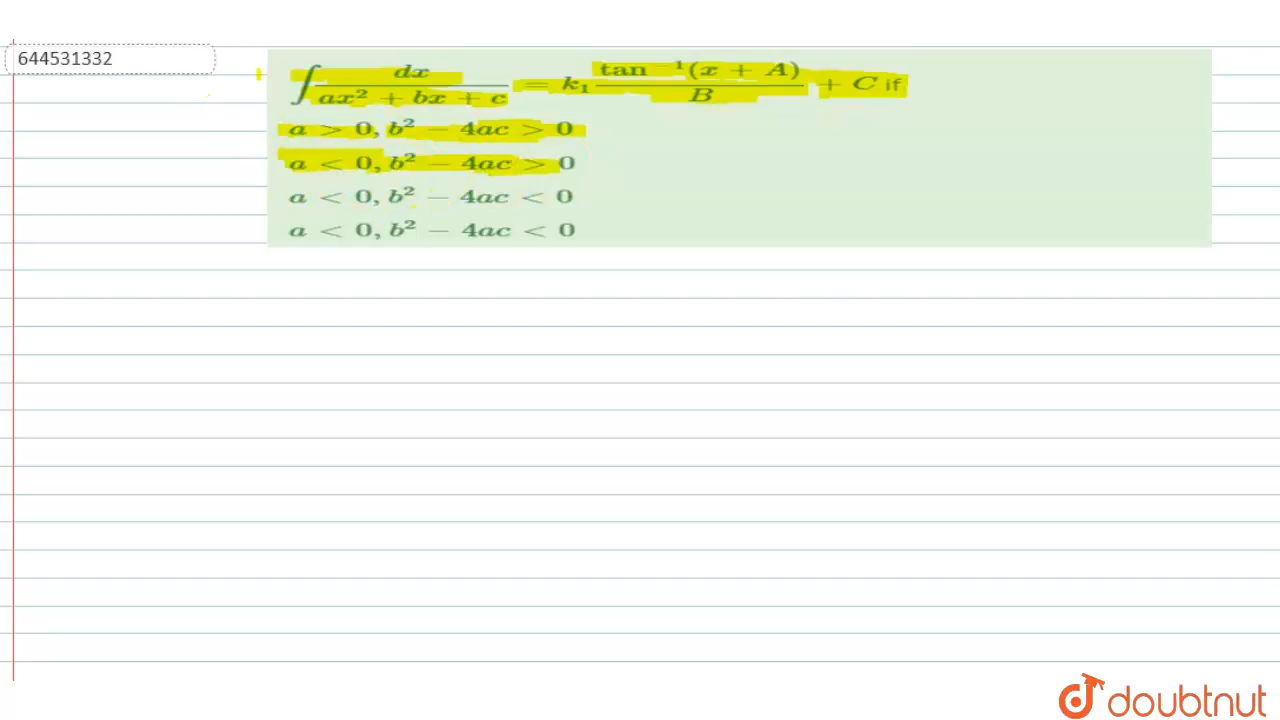 644531332
∫ dx / (ax² + bx + c) = k₁ tan⁻¹(x + A) / B + C if
a > 0, b² − 4ac > 0
a < 0, b² − 4ac > 0
a < 0, b² − 4ac < 0
a < 0, b² − 4ac < 0
doubtnut